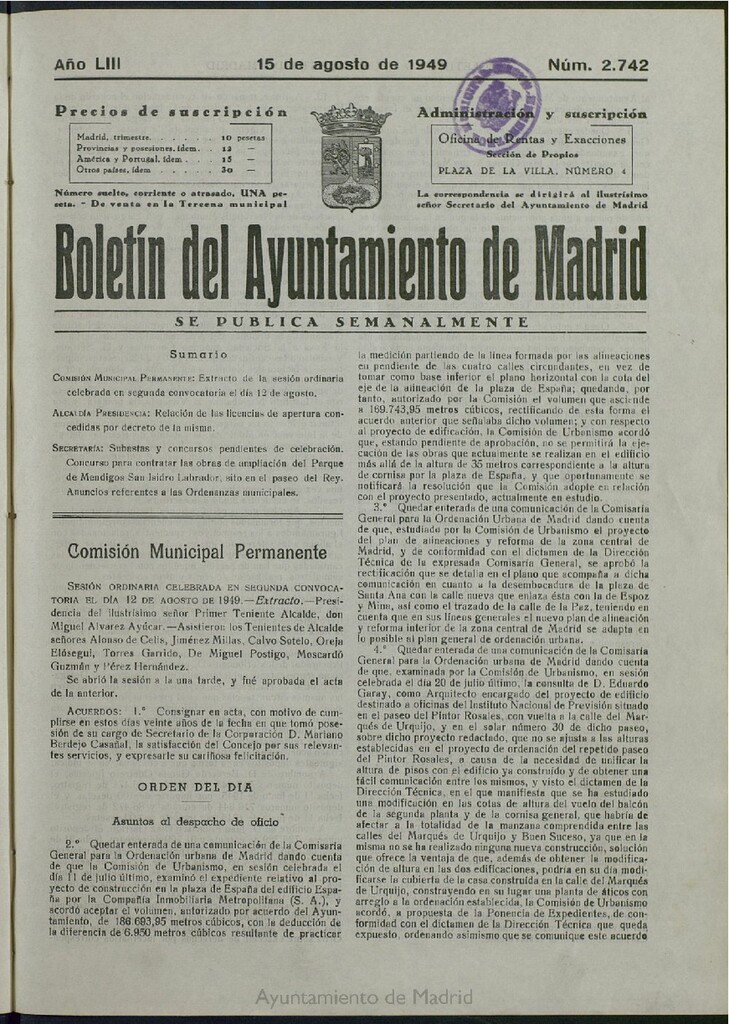 Año LIII
15 de agosto de 1949
Núm. 2.742
Precios de suscripción
Madrid, trimestre. . . . . . 10 pesetas
Provincias y posesiones, ídem. . 12 —
América y Portugal, ídem . . . 15 —
Otros países, ídem . . . . . 30 —
Número suelto, corriente o atrasado, UNA pe-
seta. - De venta en la Tercena municipal
Administración y suscripción
Oficina de Rentas y Exacciones
Sección de Propios
PLAZA DE LA VILLA, NÚMERO 4
La correspondencia se dirigirá al ilustrísimo
señor Secretario del Ayuntamiento de Madrid
Boletín del Ayuntamiento de Madrid
SE PUBLICA SEMANALMENTE
Sumario
COMISIÓN MUNICIPAL PERMANENTE: Extracto de la sesión ordinaria
celebrada en segunda convocatoria el día 12 de agosto.
ALCALDÍA PRESIDENCIA: Relación de las licencias de apertura con-
cedidas por decreto de la misma.
SECRETARÍA: Subastas y concursos pendientes de celebración.
Concurso para contratar las obras de ampliación del Parque
de Mendigos San Isidro Labrador, sito en el paseo del Rey.
Anuncios referentes a las Ordenanzas municipales.
Comisión Municipal Permanente
SESIÓN ORDINARIA CELEBRADA EN SEGUNDA CONVOCA-
TORIA EL DÍA 12 DE AGOSTO DE 1949.—Extracto.—Presi-
dencia del ilustrísimo señor Primer Teniente Alcalde, don
Miguel Alvarez Ayúcar.—Asistieron los Tenientes de Alcalde
señores Alonso de Celis, Jiménez Millas, Calvo Sotelo, Oreja
Elósegui, Torres Garrido, De Miguel Postigo, Moscardó
Guzmán y Pérez Hernández.
Se abrió la sesión a la una tarde, y fué aprobada el acta
de la anterior.
ACUERDOS: 1.º Consignar en acta, con motivo de cum-
plirse en estos días veinte años de la fecha en que tomó pose-
sión de su cargo de Secretario de la Corporación D. Mariano
Berdejo Casañal, la satisfacción del Concejo por sus relevan-
tes servicios, y expresarle su cariñosa felicitación.
ORDEN DEL DIA
Asuntos al despacho de oficio
2.º Quedar enterada de una comunicación de la Comisaría
General para la Ordenación urbana de Madrid dando cuenta
de que la Comisión de Urbanismo, en sesión celebrada el
día 11 de julio último, examinó el expediente relativo al pro-
yecto de construcción en la plaza de España del edificio Espa-
ña por la Compañía Inmobiliaria Metropolitana (S. A.), y
acordó aceptar el volumen, autorizado por acuerdo del Ayun-
tamiento, de 186.693,95 metros cúbicos, con la deducción de
la diferencia de 6.950 metros cúbicos resultante de practicar
la medición partiendo de la línea formada por las alineaciones
en pendiente de las cuatro calles circundantes, en vez de
tomar como base inferior el plano horizontal con la cota del
eje de la alineación de la plaza de España; quedando, por
tanto, autorizado por la Comisión el volumen que asciende
a 169.743,95 metros cúbicos, rectificando de esta forma el
acuerdo anterior que señalaba dicho volumen; y con respecto
al proyecto de edificación, la Comisión de Urbanismo acordó
que, estando pendiente de aprobación, no se permitirá la eje-
cución de las obras que actualmente se realizan en el edificio
más allá de la altura de 35 metros correspondiente a la altura
de cornisa por la plaza de España, y que oportunamente se
notificará la resolución que la Comisión adopte en relación
con el proyecto presentado, actualmente en estudio.
3.º Quedar enterada de una comunicación de la Comisaría
General para la Ordenación Urbana de Madrid dando cuenta
de que, estudiado por la Comisión de Urbanismo el proyecto
del plan de alineaciones y reforma de la zona central de
Madrid, y de conformidad con el dictamen de la Dirección
Técnica de la expresada Comisaría General, se aprobó la
rectificación que se detalla en el plano que acompaña a dicha
comunicación en cuanto a la desembocadura de la plaza de
Santa Ana con la calle nueva que enlaza ésta con la de Espoz
y Mina, así como el trazado de la calle de la Paz, teniendo en
cuenta que en sus líneas generales el nuevo plan de alineación
y reforma interior de la zona central de Madrid se adapta en
lo posible al plan general de ordenación urbana.
4.º Quedar enterada de una comunicación de la Comisaría
General para la Ordenación urbana de Madrid dando cuenta
de que, examinada por la Comisión de Urbanismo, en sesión
celebrada el día 20 de julio último, la consulta de D. Eduardo
Garay, como Arquitecto encargado del proyecto de edificio
destinado a oficinas del Instituto Nacional de Previsión situado
en el paseo del Pintor Rosales, con vuelta a la calle del Mar-
qués de Urquijo, y en el solar número 30 de dicho paseo,
sobre dicho proyecto redactado, que no se ajusta a las alturas
establecidas en el proyecto de ordenación del repetido paseo
del Pintor Rosales, a causa de la necesidad de unificar la
altura de pisos con el edificio ya construído y de obtener una
fácil comunicación entre los mismos, y visto el dictamen de la
Dirección Técnica, en el que manifiesta que se ha estudiado
una modificación en las cotas de altura del vuelo del balcón
de la segunda planta y de la cornisa general, que habría de
afectar a la totalidad de la manzana comprendida entre las
calles del Marqués de Urquijo y Buen Suceso, ya que en la
misma no se ha realizado ninguna nueva construcción, solución
que ofrece la ventaja de que, además de obtener la modifica-
ción de altura en las dos edificaciones, podría en su día modi-
ficarse la cubierta de la casa construída en la calle del Marqués
de Urquijo, construyendo en su lugar una planta de áticos con
arreglo a la ordenación establecida, la Comisión de Urbanismo
acordó, a propuesta de la Ponencia de Expedientes, de con-
formidad con el dictamen de la Dirección Técnica que queda
expuesto, ordenando asimismo que se comunique este acuerdo
Ayuntamiento de Madrid